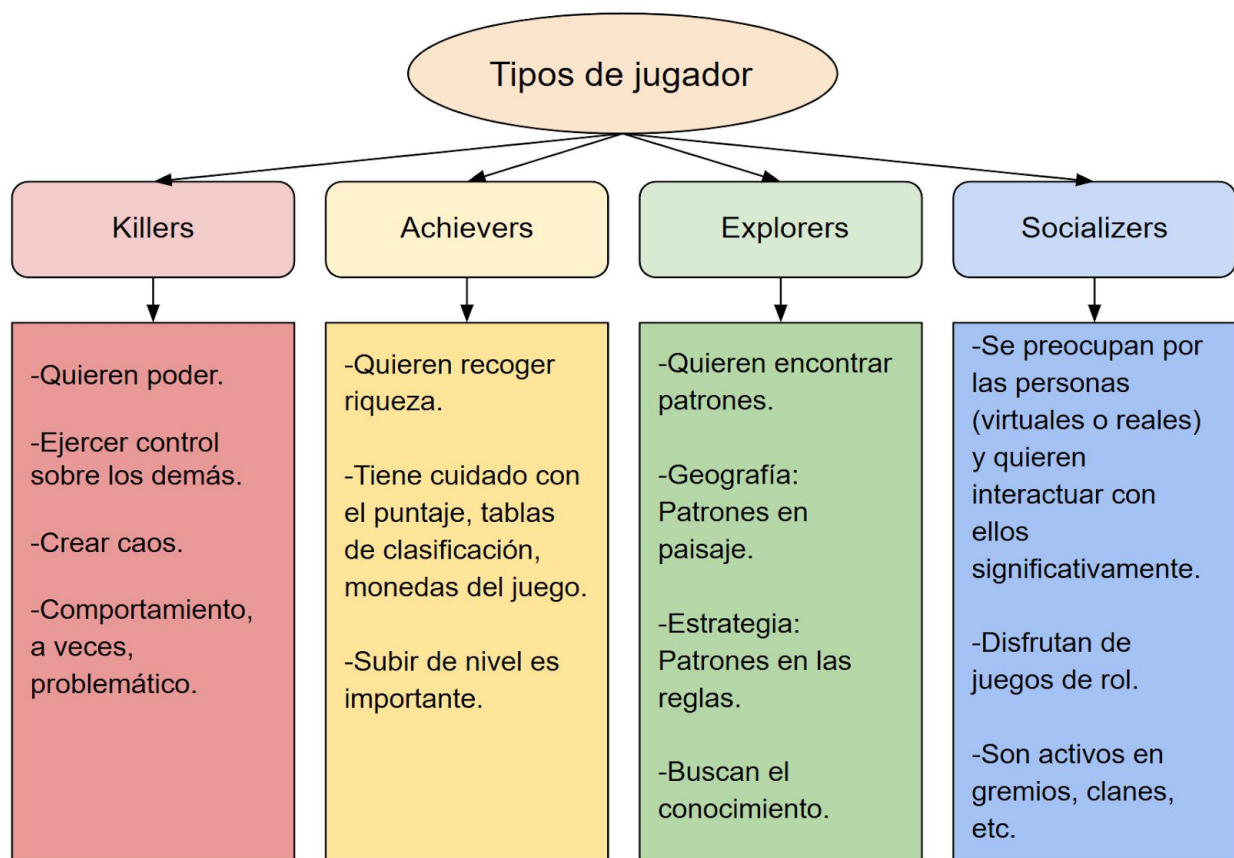 Tipos de jugador
Killers
Achievers
Explorers
Socializers
-Quieren poder.
-Ejercer control
sobre los demás.
-Crear caos.
-Comportamiento,
a veces,
problemático.
-Quieren recoger
riqueza.
-Tiene cuidado con
el puntaje, tablas
de clasificación,
monedas del juego.
-Subir de nivel es
importante.
-Quieren encontrar
patrones.
-Geografía:
Patrones en
paisaje.
-Estrategia:
Patrones en las
reglas.
-Buscan el
conocimiento.
-Se preocupan por
las personas
(virtuales o reales)
y quieren
interactuar con
ellos
significativamente.
-Disfrutan de
juegos de rol.
-Son activos en
gremios, clanes,
etc.